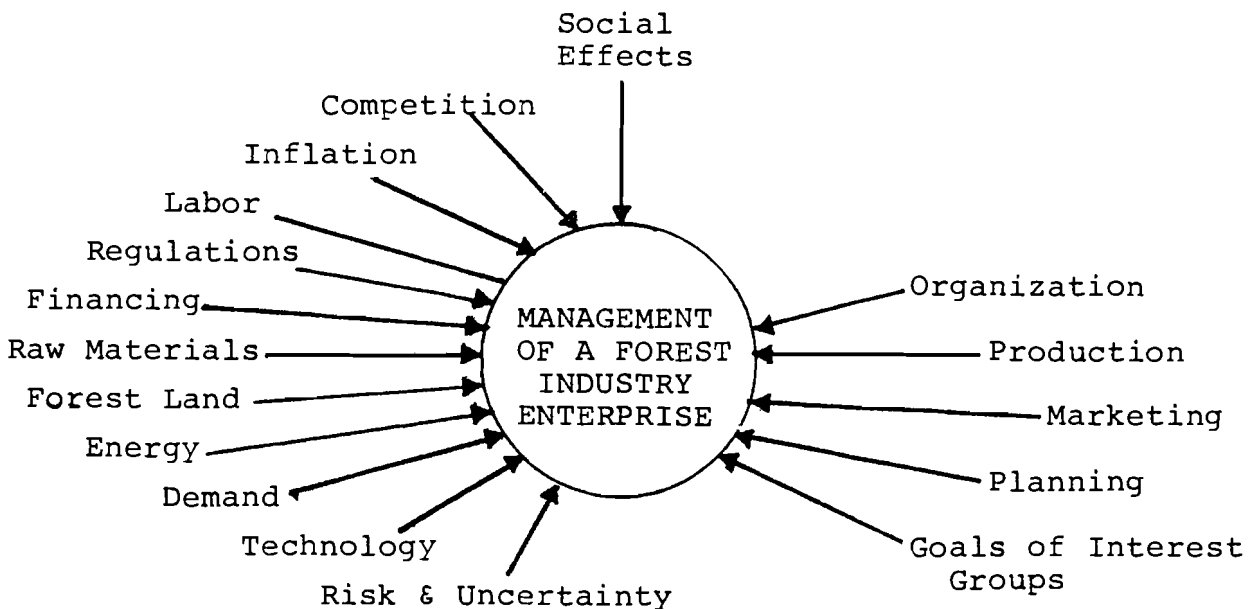 Social
Effects
Competition
Inflation
Labor
Regulations
Financing
Raw Materials
Forest Land
Energy
Demand
Technology
Risk & Uncertainty
MANAGEMENT
OF A FOREST
INDUSTRY
ENTERPRISE
Organization
Production
Marketing
Planning
Goals of Interest
Groups